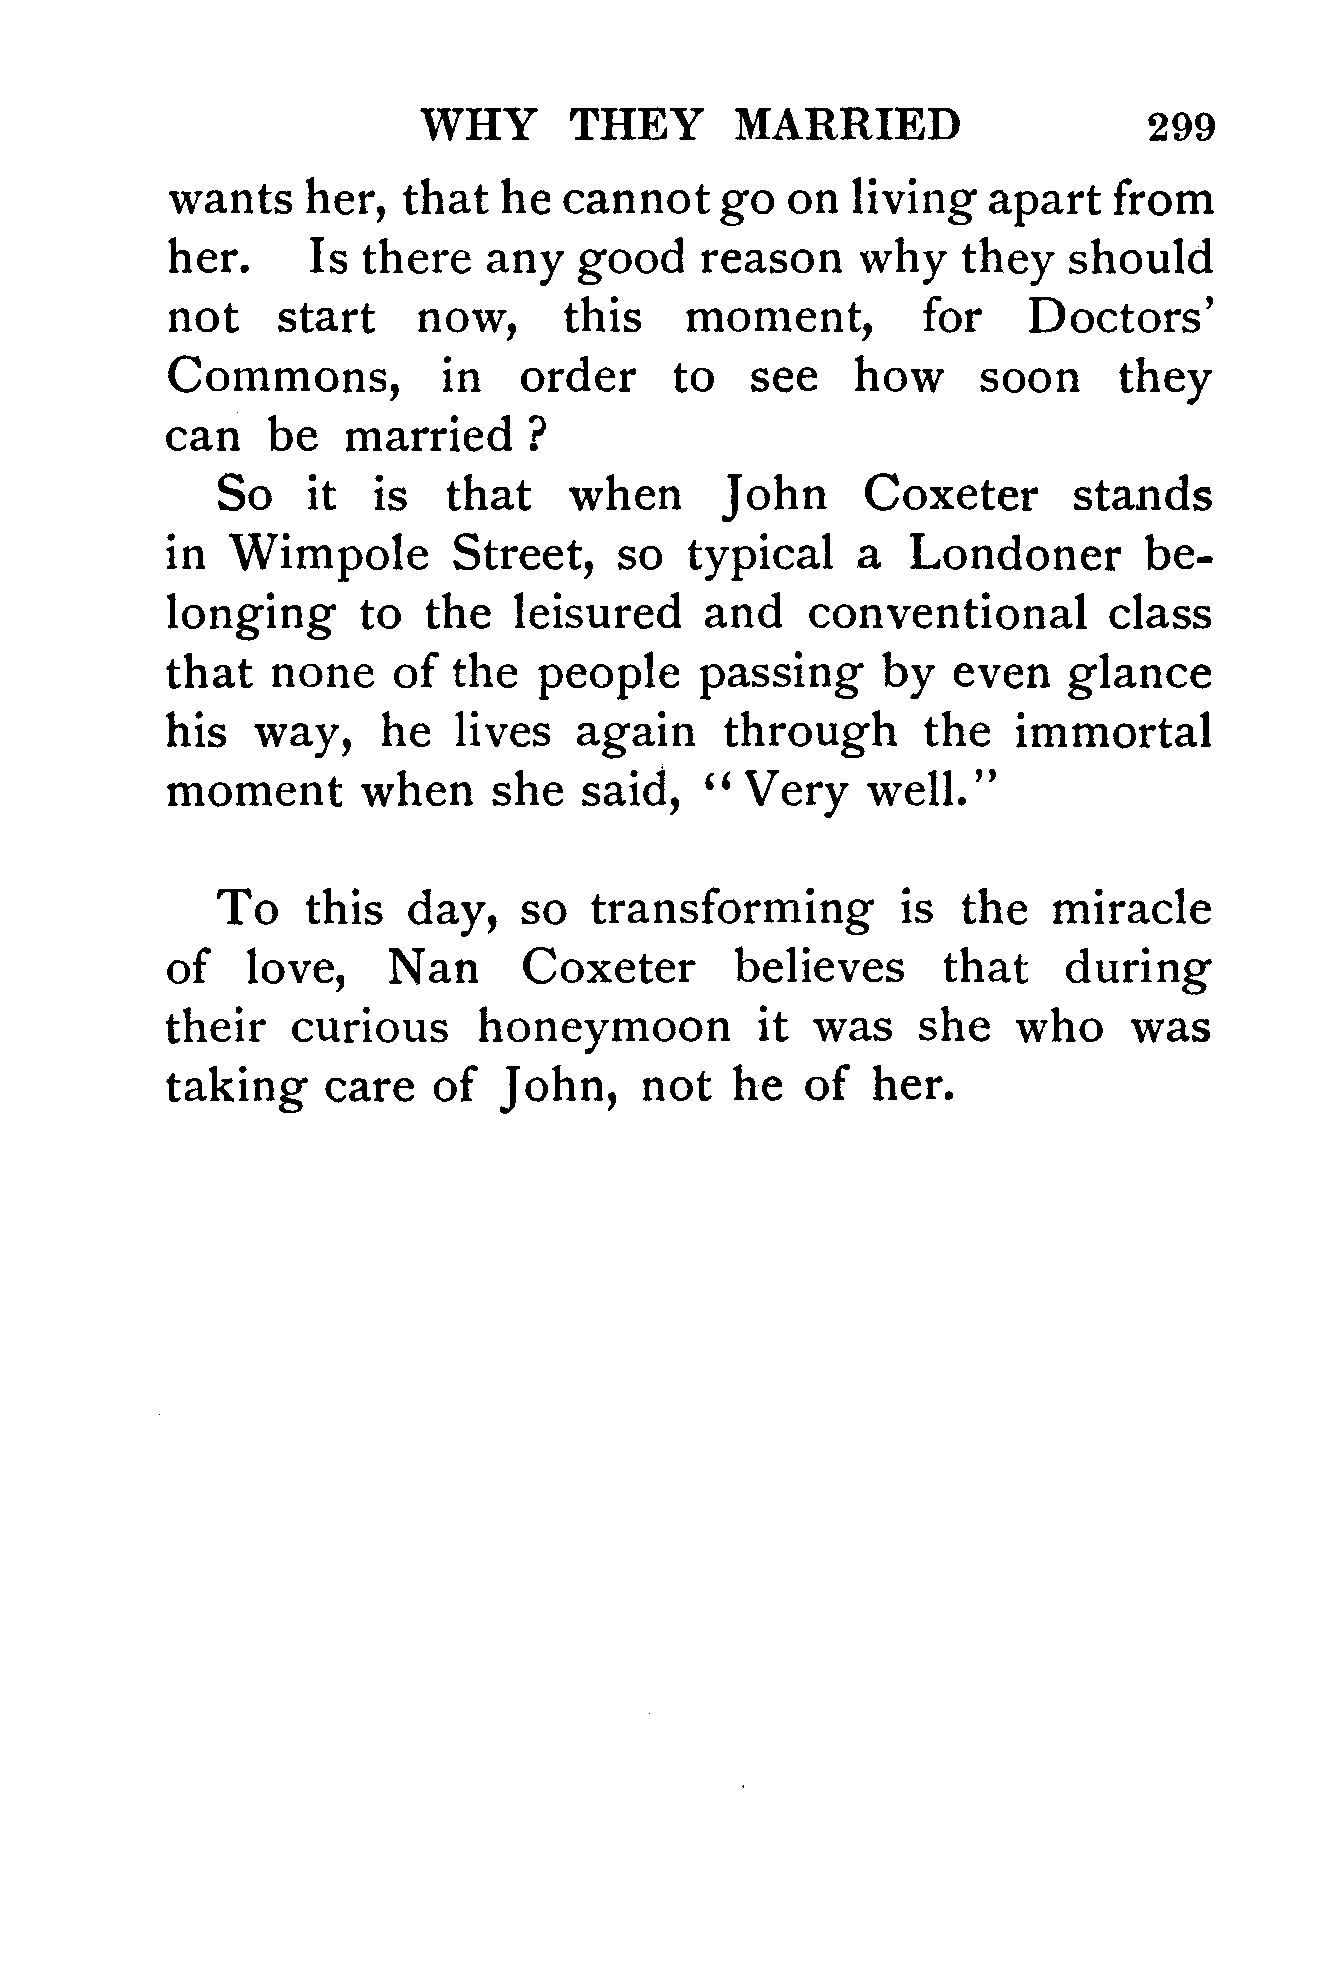 WHY THEY MARRIED 299
wants her, that he cannot go on living apart from
her. Is there any good reason why they should
not start now, this moment, for Doctors’
Commons, in order to see how soon they
can be married ?
So it is that when John Coxeter stands
in Wimpole Street, so typical a Londoner be-
longing to the leisured and conventional class
that none of the people passing by even glance
his way, he lives again through the immortal
moment when she said, “ Very well.”
To this day, so transforming is the miracle
of love, Nan Coxeter believes that during
their curious honeymoon it was she who was
taking care of John, not he of her.